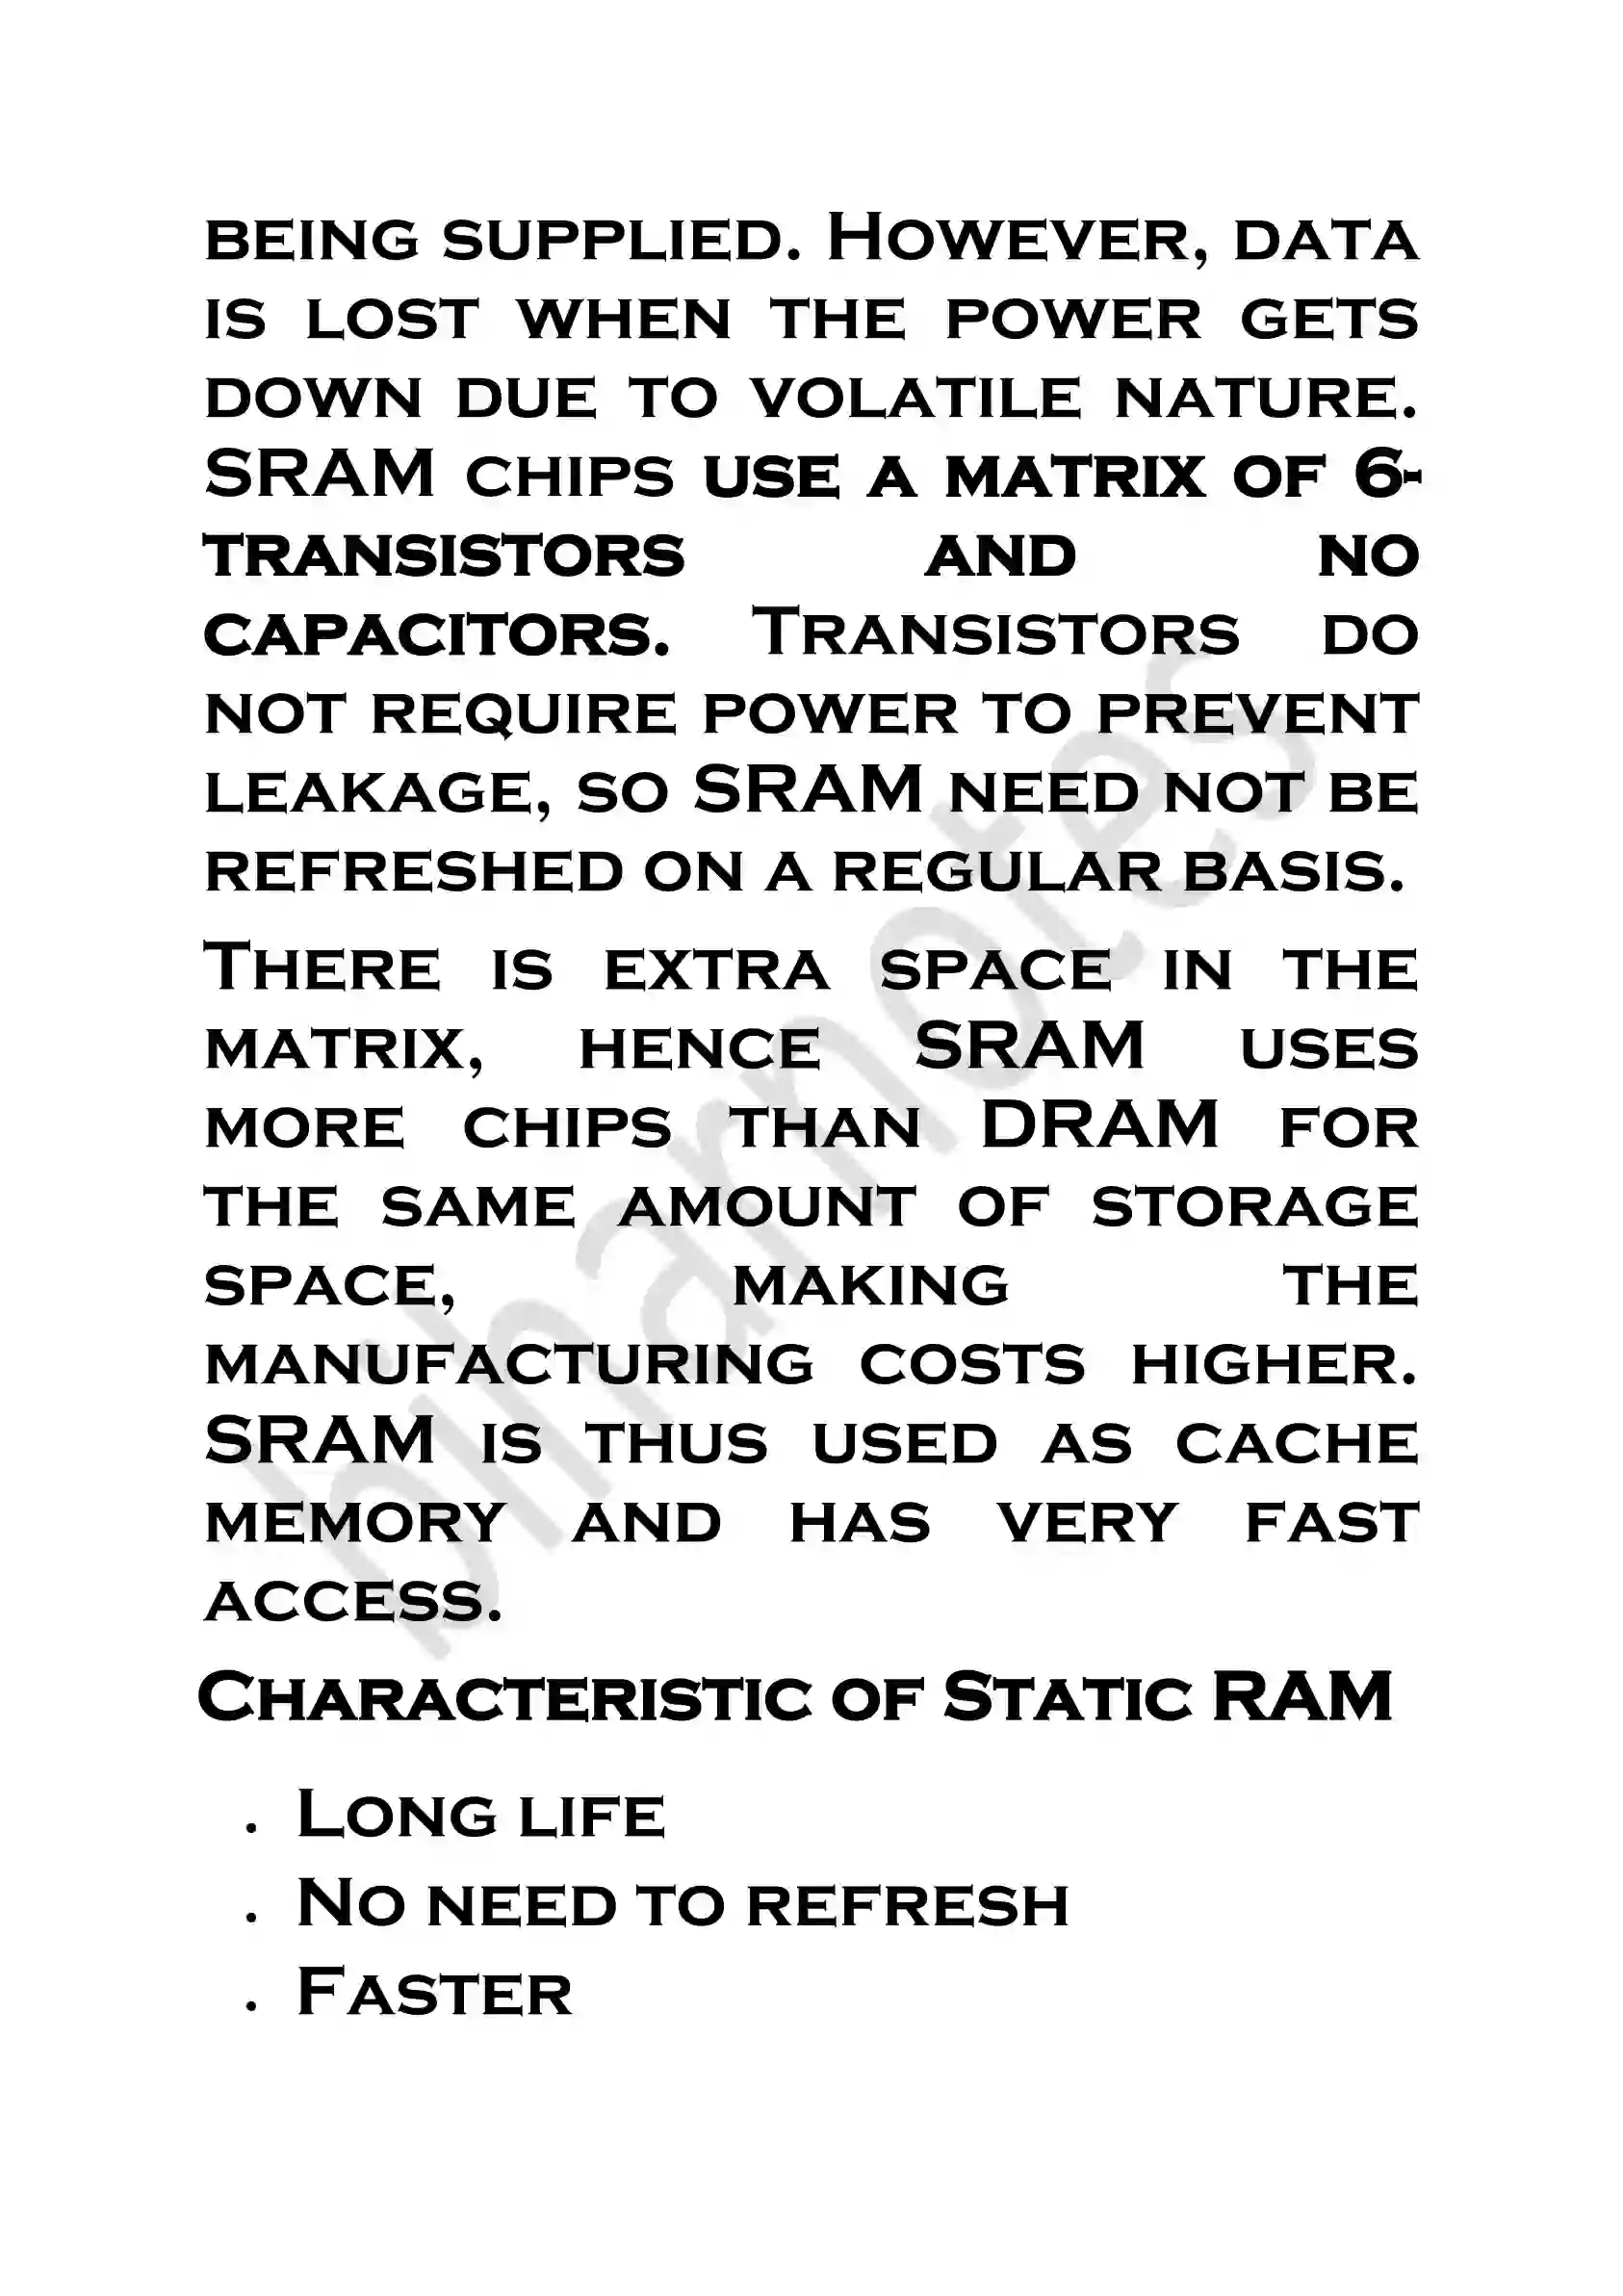 being supplied. However, data
is lost when the power gets
down due to volatile nature.
SRAM chips use a matrix of 6-
transistors and no
capacitors. Transistors do
not require power to prevent
leakage, so SRAM need not be
refreshed on a regular basis.
There is extra space in the
matrix, hence SRAM uses
more chips than DRAM for
the same amount of storage
space, making the
manufacturing costs higher.
SRAM is thus used as cache
memory and has very fast
access.
Characteristic of Static RAM
. Long life
. No need to refresh
. Faster
biharnotes